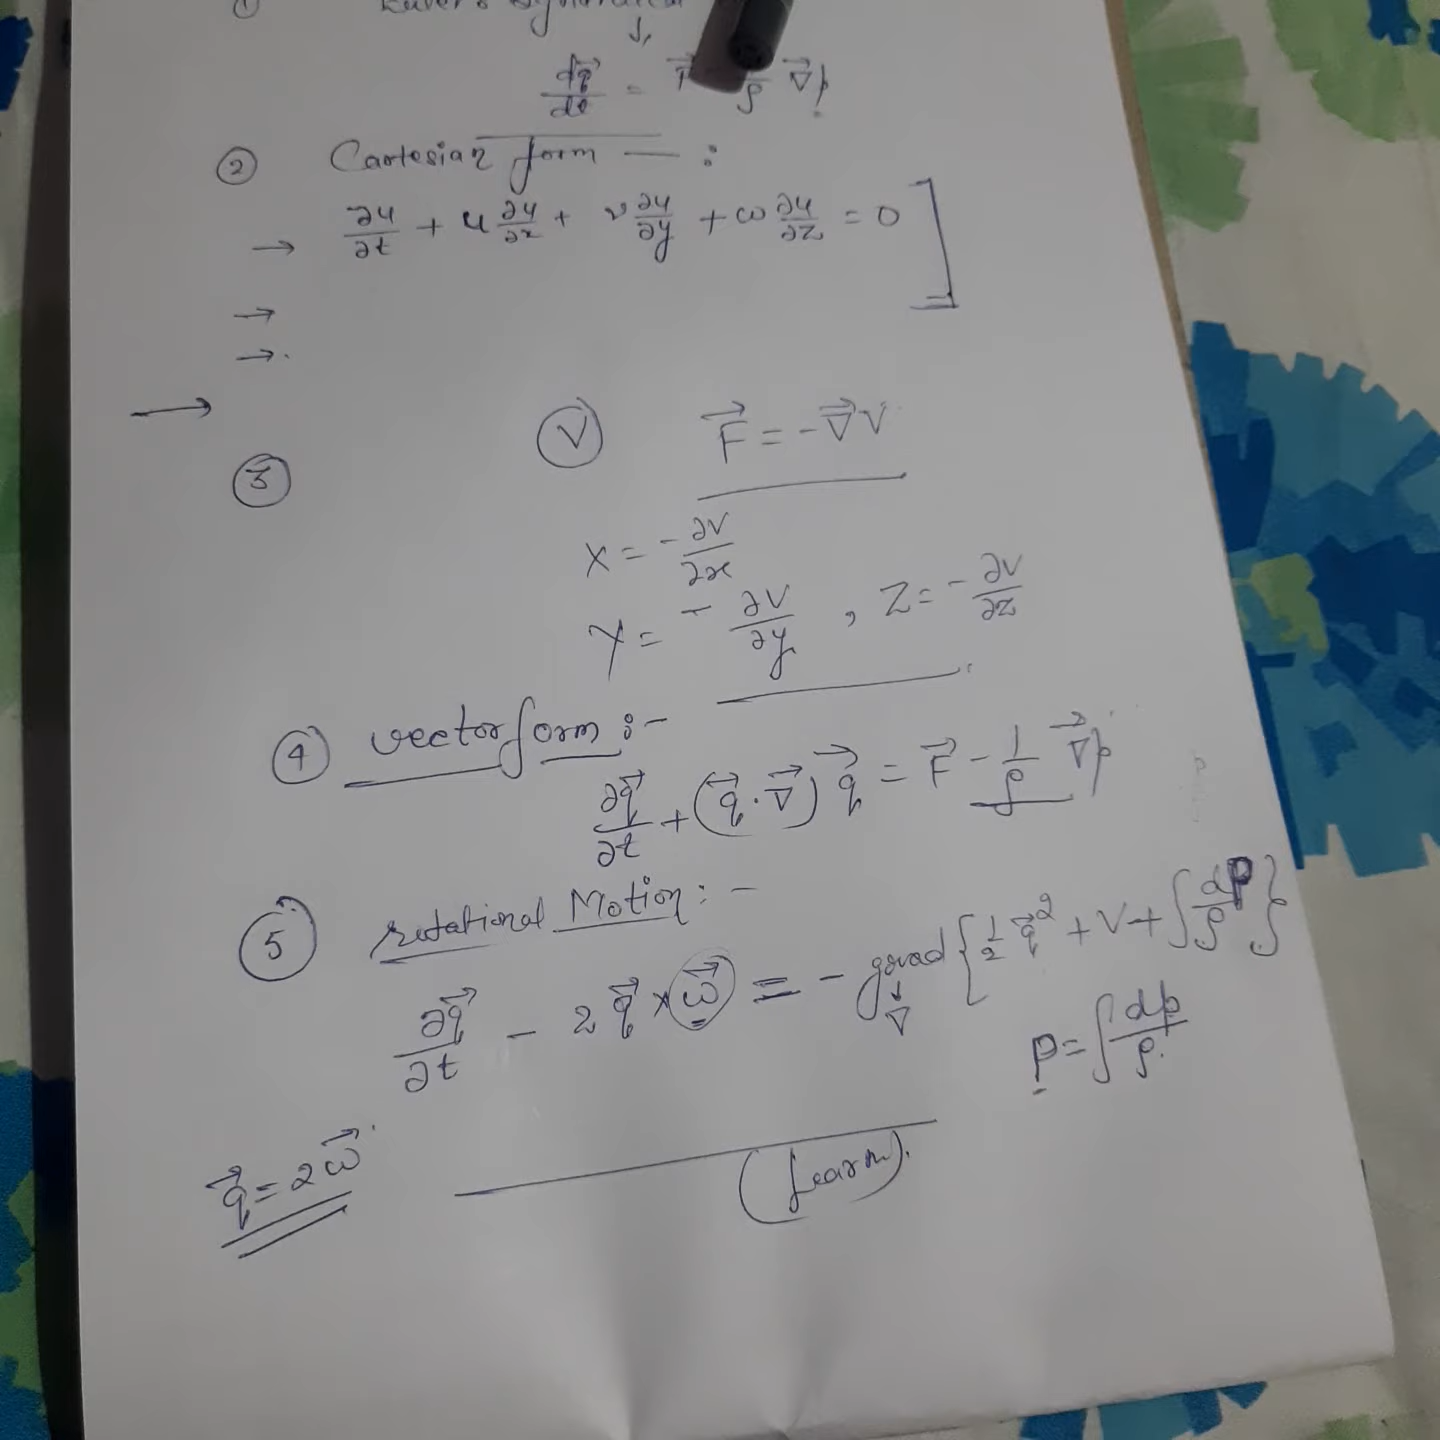 ①
↓
dq⃗/dt = F⃗ ρ ∇⃗p
② Cartesian form — :
→ ∂u/∂t + u ∂u/∂x + v ∂u/∂y + ω ∂u/∂z = 0 ]
→
→.
→
③ Ⓥ F⃗ = -∇⃗V
X = - ∂V/∂x
Y = - ∂V/∂y , Z = - ∂V/∂z
④ vector form :-
∂q⃗/∂t + (q⃗.∇⃗) q⃗ = F⃗ - 1/ρ ∇⃗p
⑤ rotational Motion: -
∂q⃗/∂t - 2 q⃗ × ω⃗ = - grad { 1/2 q⃗² + V + ∫ dp/ρ }
↓
∇
P = ∫ dp/ρ.
q⃗ = 2ω⃗
(Learn).